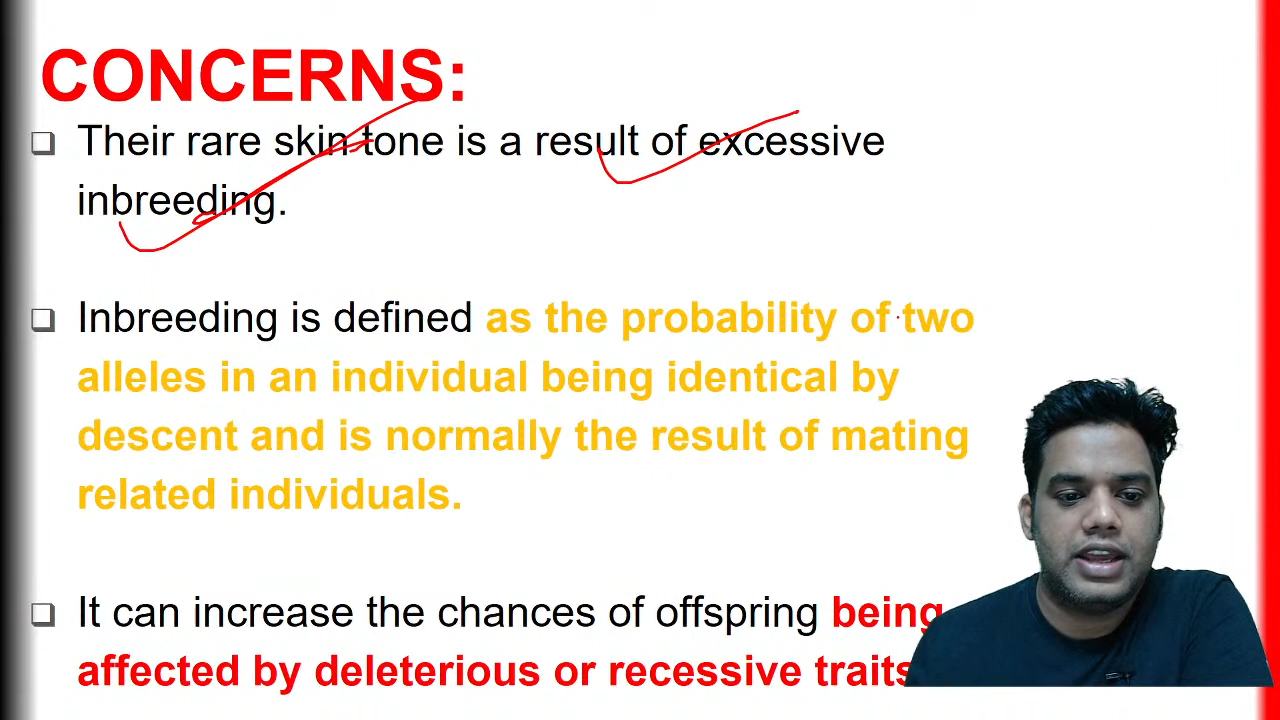 CONCERNS:
Their rare skin tone is a result of excessive
inbreeding.
Inbreeding is defined as the probability of two
alleles in an individual being identical by
descent and is normally the result of mating
related individuals.
It can increase the chances of offspring being
affected by deleterious or recessive traits